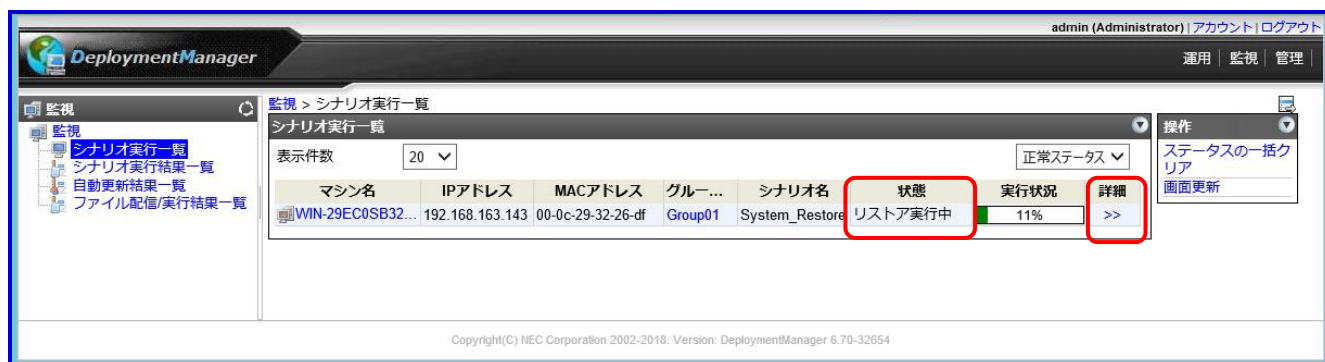 admin (Administrator) | アカウント | ログアウト
DeploymentManager
運用 | 監視 | 管理 |
監視
監視 > シナリオ実行一覧
監視
シナリオ実行一覧
シナリオ実行結果一覧
自動更新結果一覧
ファイル配信/実行結果一覧
シナリオ実行一覧
表示件数 20 正常ステータス
マシン名 IPアドレス MACアドレス グルー... シナリオ名 状態 実行状況 詳細
WIN-29EC0SB32... 192.168.163.143 00-0c-29-32-26-df Group01 System_Restore リストア実行中 11% >>
操作
ステータスの一括ク
リア
画面更新
Copyright(C) NEC Corporation 2002-2018. Version: DeploymentManager 6.70-32654